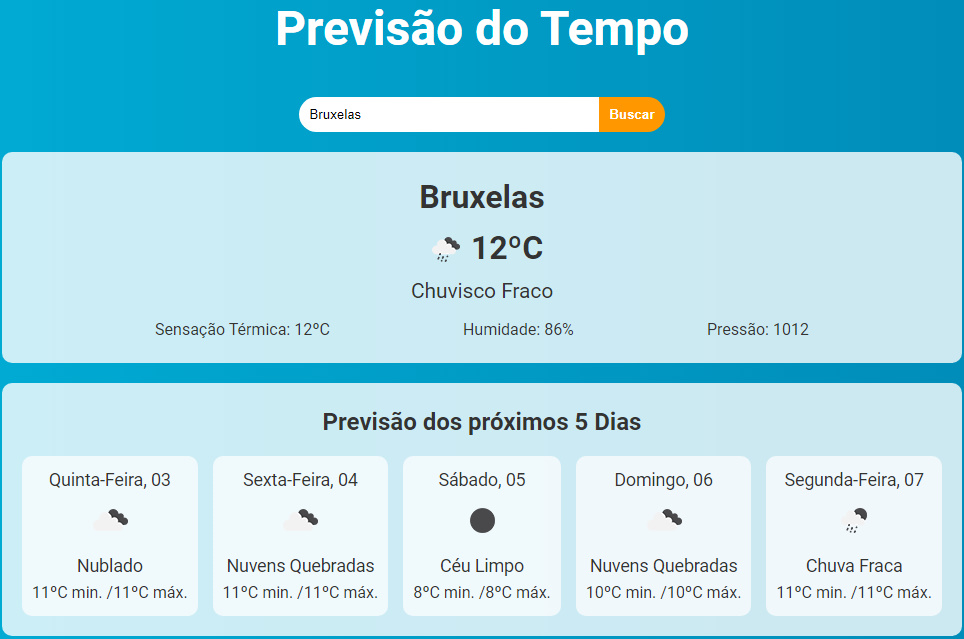 Previsão do Tempo
Bruxelas Buscar
Bruxelas
12ºC
Chuvisco Fraco
Sensação Térmica: 12ºC Humidade: 86% Pressão: 1012
Previsão dos próximos 5 Dias
Quinta-Feira, 03
Nublado
11ºC min. /11ºC máx.
Sexta-Feira, 04
Nuvens Quebradas
11ºC min. /11ºC máx.
Sábado, 05
Céu Limpo
8ºC min. /8ºC máx.
Domingo, 06
Nuvens Quebradas
10ºC min. /10ºC máx.
Segunda-Feira, 07
Chuva Fraca
11ºC min. /11ºC máx.